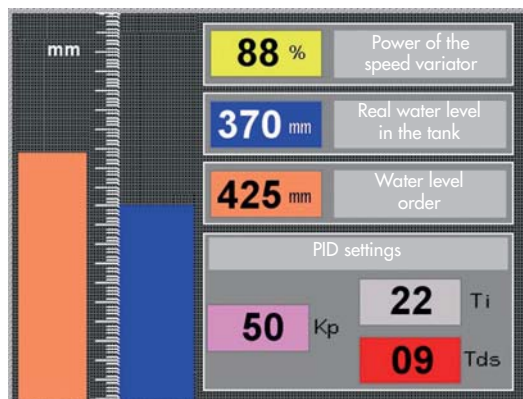 mm
88 %
Power of the
speed variator
370 mm
Real water level
in the tank
425 mm
Water level
order
PID settings
50 Kp
22 Ti
09 Tds